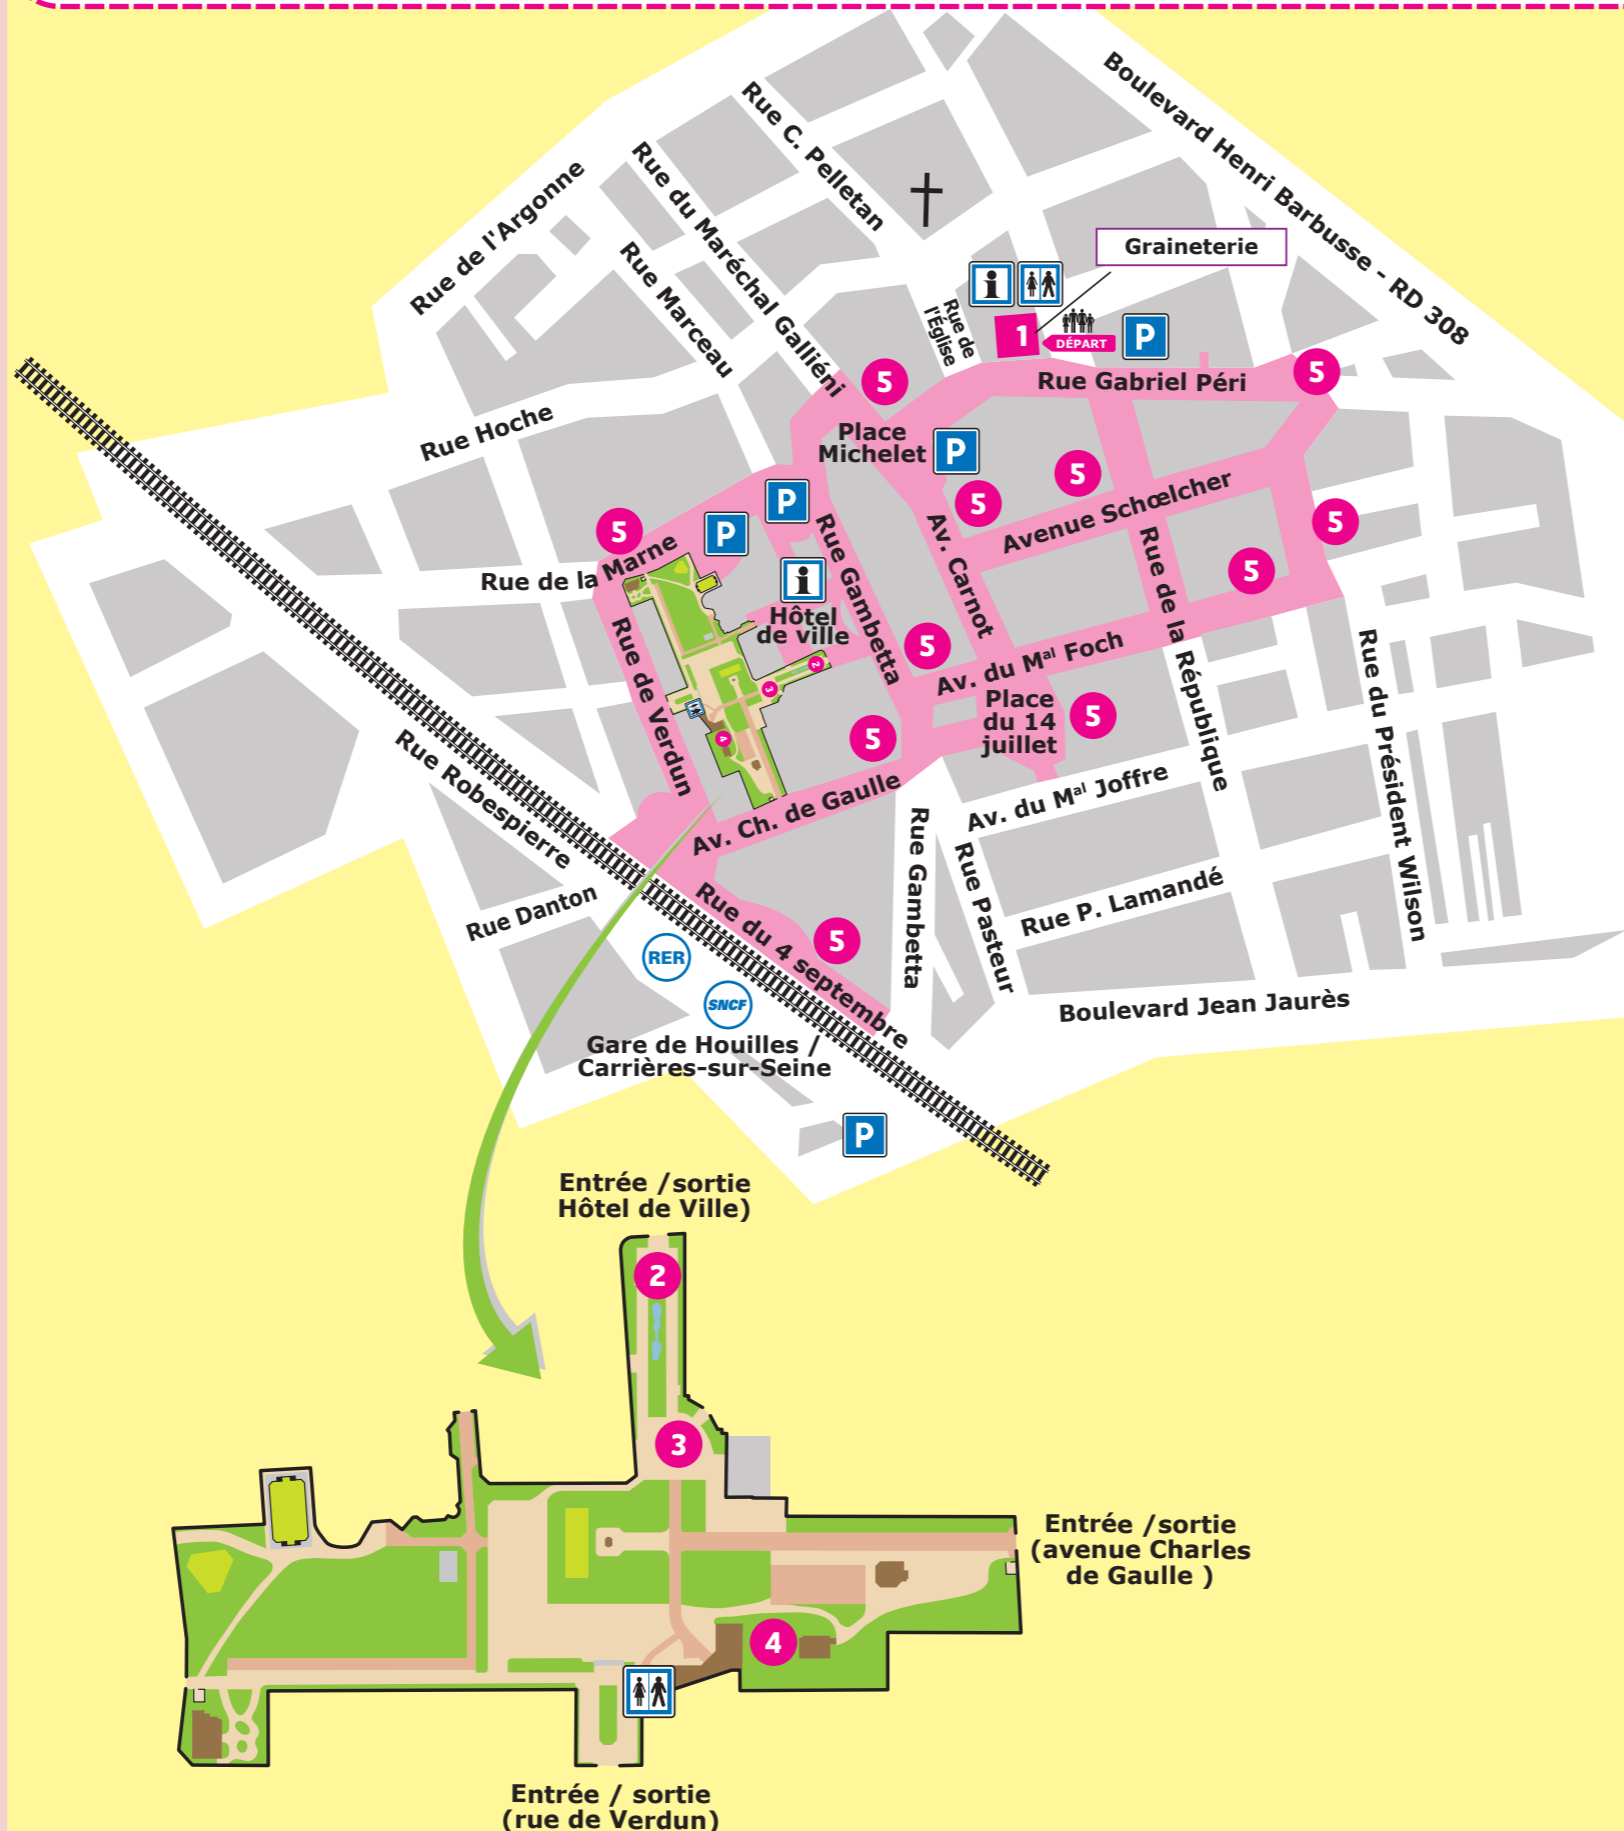 Boulevard Henri Barbusse - RD 308
Rue C. Pelletan
Rue du Maréchal Galliéni
Rue de l'Argonne
Rue Marceau
Graineterie
Rue de
l'Église
1
DÉPART
P
5
Rue Gabriel Péri
5
Rue Hoche
Place
Michelet
P
5
5
P
Avenue Schœlcher
5
P
5
Rue de la Marne
Rue Gambetta
Av. Carnot
Rue de la République
5
Hôtel
de ville
5
Av. du Mal Foch
2
3
4
Rue de Verdun
Place
du 14
juillet
5
5
Rue du Président Wilson
Rue Robespierre
Av. Ch. de Gaulle
Av. du Mal Joffre
Rue Gambetta
Rue Pasteur
Rue P. Lamandé
Rue Danton
Rue du 4 septembre
5
RER
SNCF
Boulevard Jean Jaurès
Gare de Houilles /
Carrières-sur-Seine
P
Entrée /sortie
Hôtel de Ville)
2
3
Entrée /sortie
(avenue Charles
de Gaulle )
4
Entrée / sortie
(rue de Verdun)